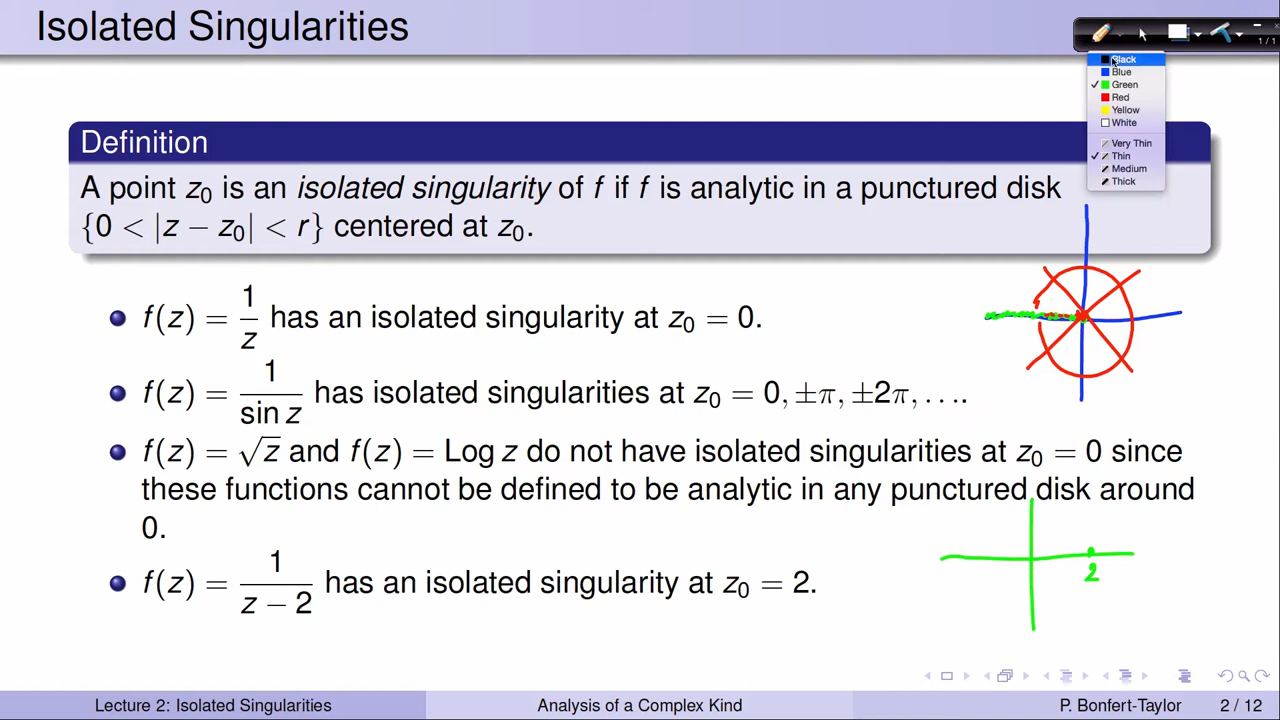 Isolated Singularities
1 / 1
Black
Blue
Green
Red
Yellow
White
Very Thin
Thin
Medium
Thick
Definition
A point z₀ is an isolated singularity of f if f is analytic in a punctured disk
{0 < |z − z₀| < r} centered at z₀.
f(z) = 1/z has an isolated singularity at z₀ = 0.
f(z) = 1/sin z has isolated singularities at z₀ = 0, ±π, ±2π, ….
f(z) = √z and f(z) = Log z do not have isolated singularities at z₀ = 0 since
these functions cannot be defined to be analytic in any punctured disk around
0.
f(z) = 1/(z − 2) has an isolated singularity at z₀ = 2.
2
Lecture 2: Isolated Singularities
Analysis of a Complex Kind
P. Bonfert-Taylor
2 / 12